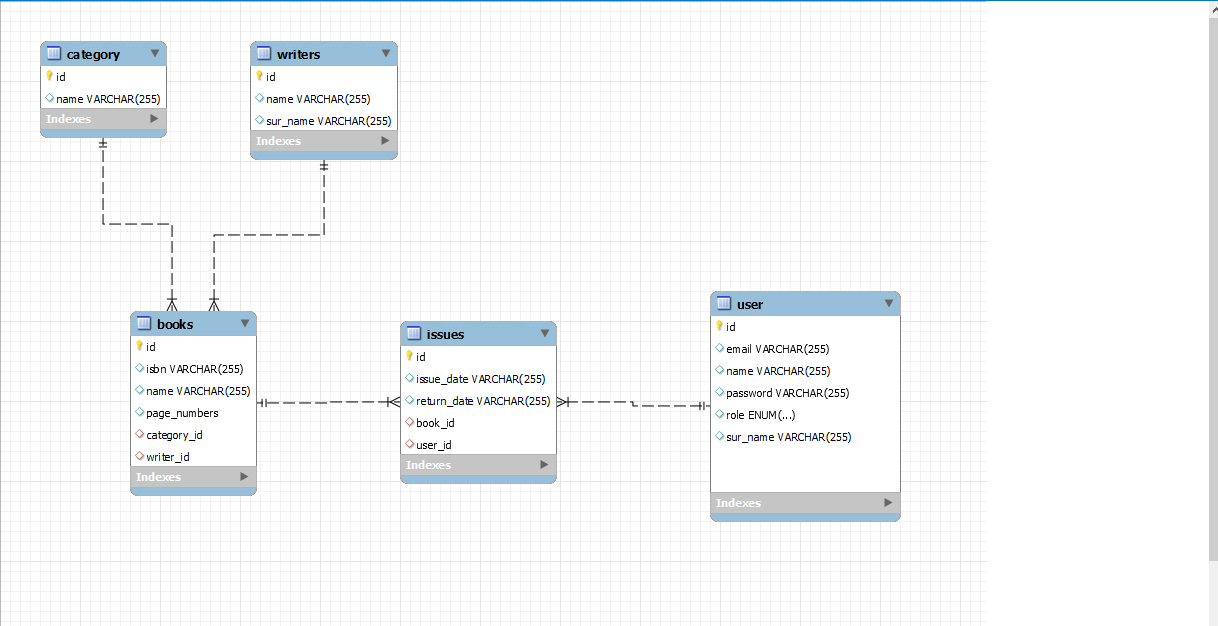 category
id
name VARCHAR(255)
Indexes
writers
id
name VARCHAR(255)
sur_name VARCHAR(255)
Indexes
books
id
isbn VARCHAR(255)
name VARCHAR(255)
page_numbers
category_id
writer_id
Indexes
issues
id
issue_date VARCHAR(255)
return_date VARCHAR(255)
book_id
user_id
Indexes
user
id
email VARCHAR(255)
name VARCHAR(255)
password VARCHAR(255)
role ENUM(...)
sur_name VARCHAR(255)
Indexes